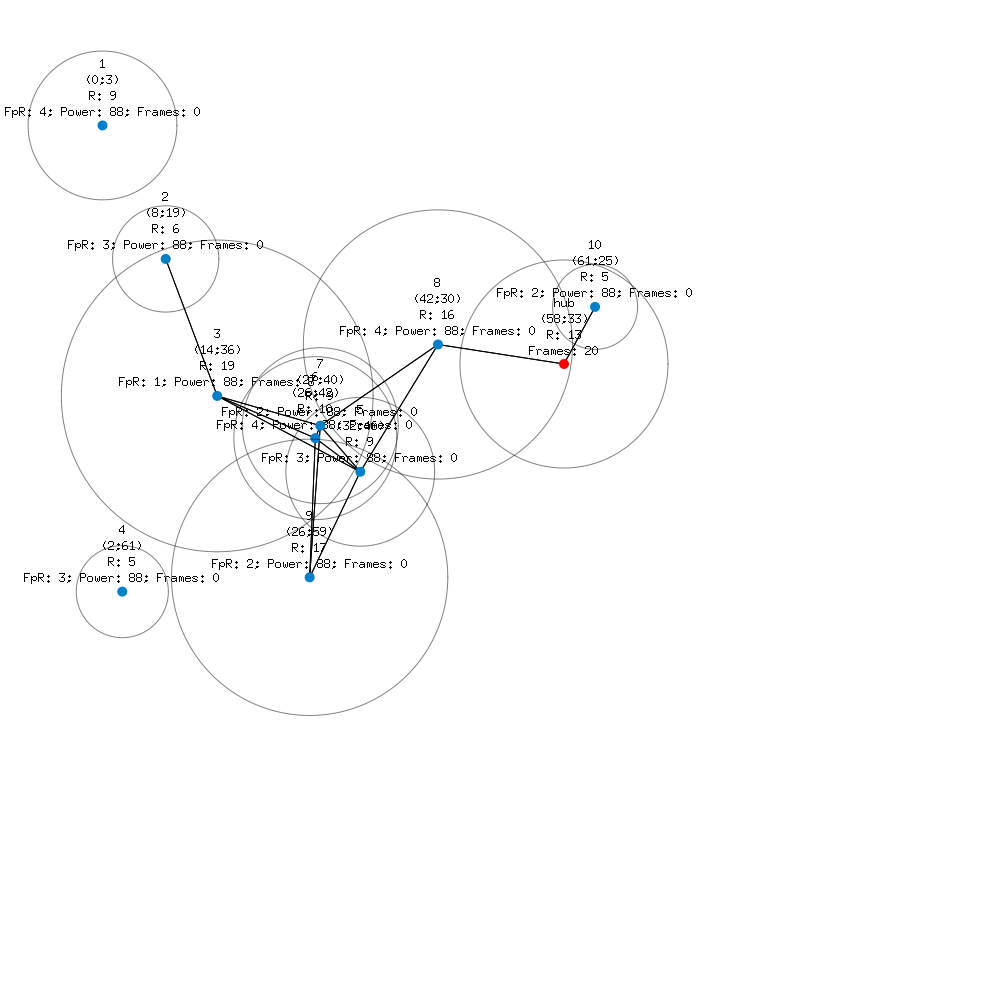 1
(0;3)
R: 9
FpR: 4; Power: 88; Frames: 0
2
(8;19)
R: 6
FpR: 3; Power: 88; Frames: 0
10
(61;25)
R: 5
FpR: 2; Power: 88; Frames: 0
8
(42;30)
R: 16
FpR: 4; Power: 88; Frames: 0
hub
(58;33)
R: 13
Frames: 20
3
(14;36)
R: 19
FpR: 1; Power: 88; Frames:
7
R: 10
FpR: 2; Power: 88; Frames: 0
FpR: 4; Power: 88; Frames: 0
5
R: 9
FpR: 3; Power: 88; Frames: 0
9
(26;59)
R: 17
FpR: 2; Power: 88; Frames: 0
4
(2;61)
R: 5
FpR: 3; Power: 88; Frames: 0